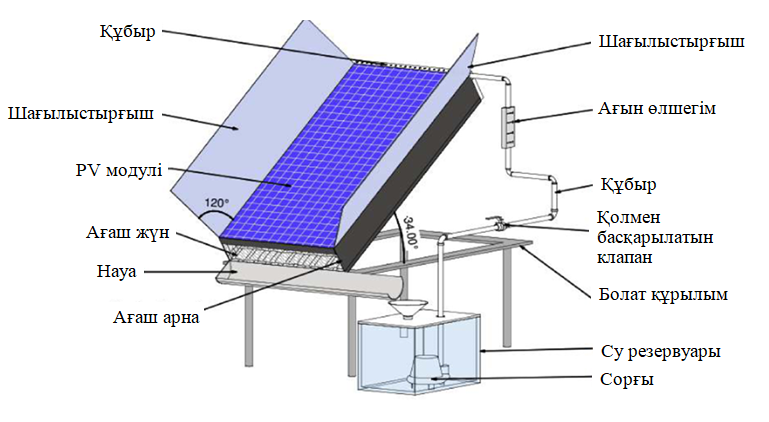 Құбыр
Шағылыстырғыш
Шағылыстырғыш
Ағын өлшегім
PV модулі
Құбыр
120°
34.00°
Қолмен
басқарылатын
клапан
Ағаш жүн
Науа
Болат құрылым
Ағаш арна
Су резервуары
Сорғы